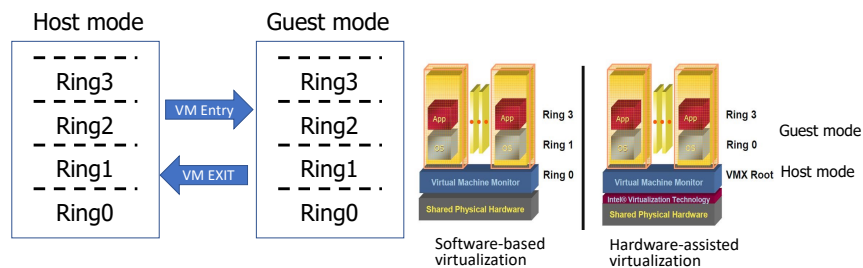 Host mode
Ring3
Ring2
Ring1
Ring0
VM Entry
VM EXIT
Guest mode
Ring3
Ring2
Ring1
Ring0
App
App
Ring 3
OS
OS
Ring 1
Virtual Machine Monitor
Ring 0
Shared Physical Hardware
Software-based
virtualization
App
App
Ring 3
OS
OS
Ring 0
Guest mode
Virtual Machine Monitor
VMX Root
Host mode
Intel® Virtualization Technology
Shared Physical Hardware
Hardware-assisted
virtualization